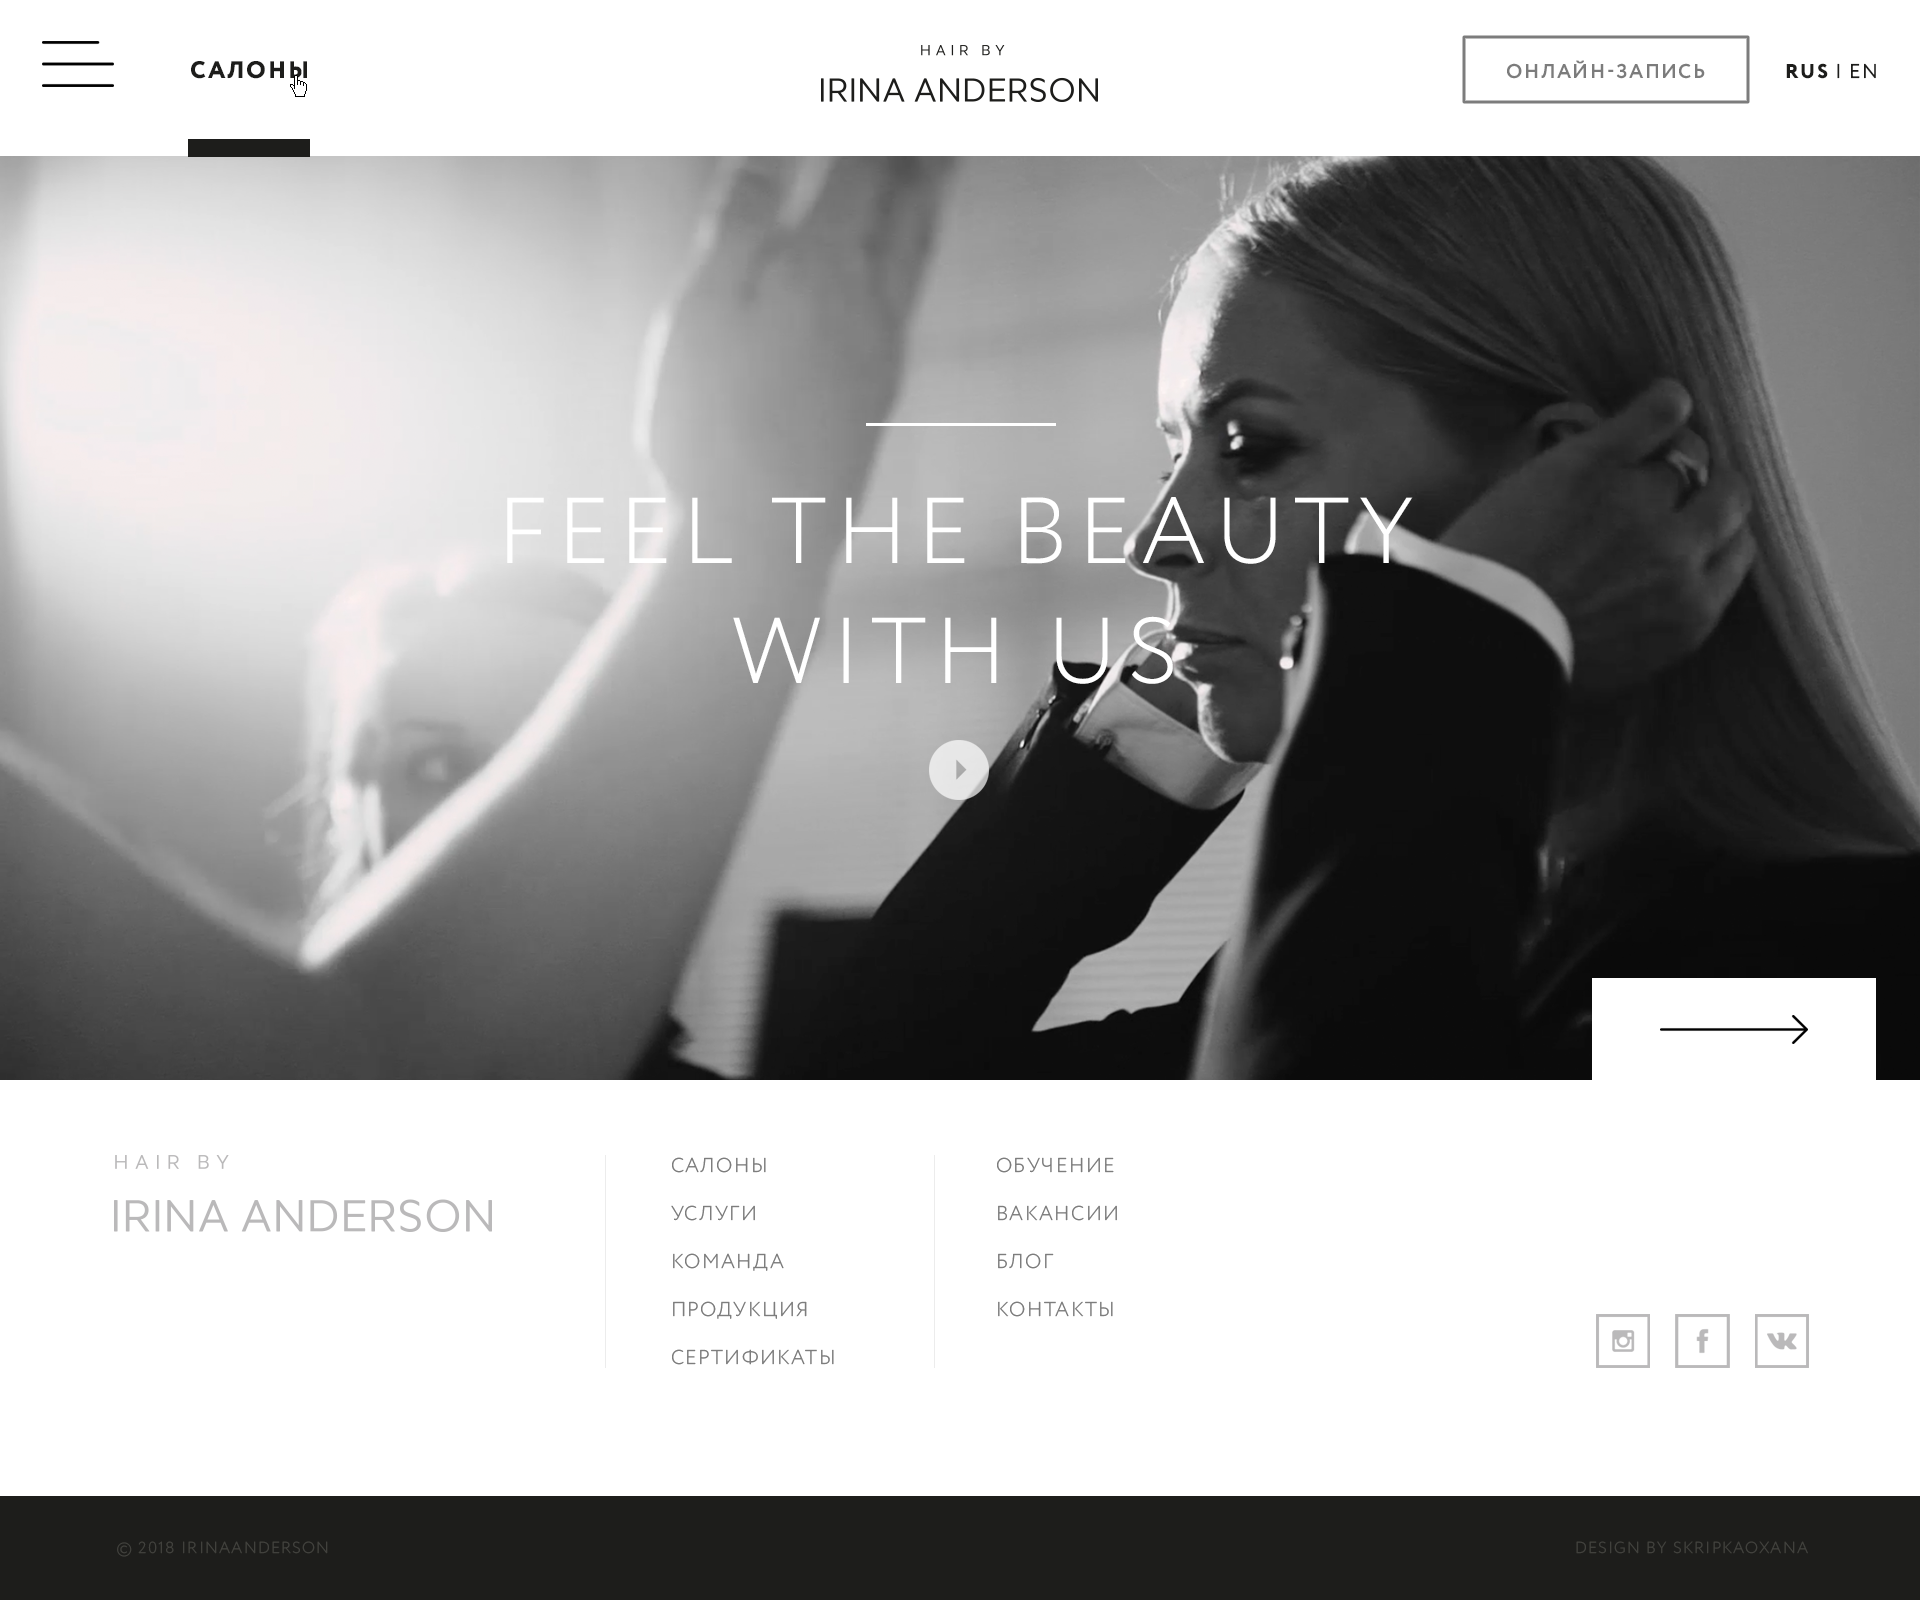 САЛОНЫ
HAIR BY
IRINA ANDERSON
ОНЛАЙН-ЗАПИСЬ
RUS | EN
FEEL THE BEAUTY
WITH US
HAIR BY
IRINA ANDERSON
САЛОНЫ
УСЛУГИ
КОМАНДА
ПРОДУКЦИЯ
СЕРТИФИКАТЫ
ОБУЧЕНИЕ
ВАКАНСИИ
БЛОГ
КОНТАКТЫ
© 2018 IRINAANDERSON
DESIGN BY SKRIPKAOXANA